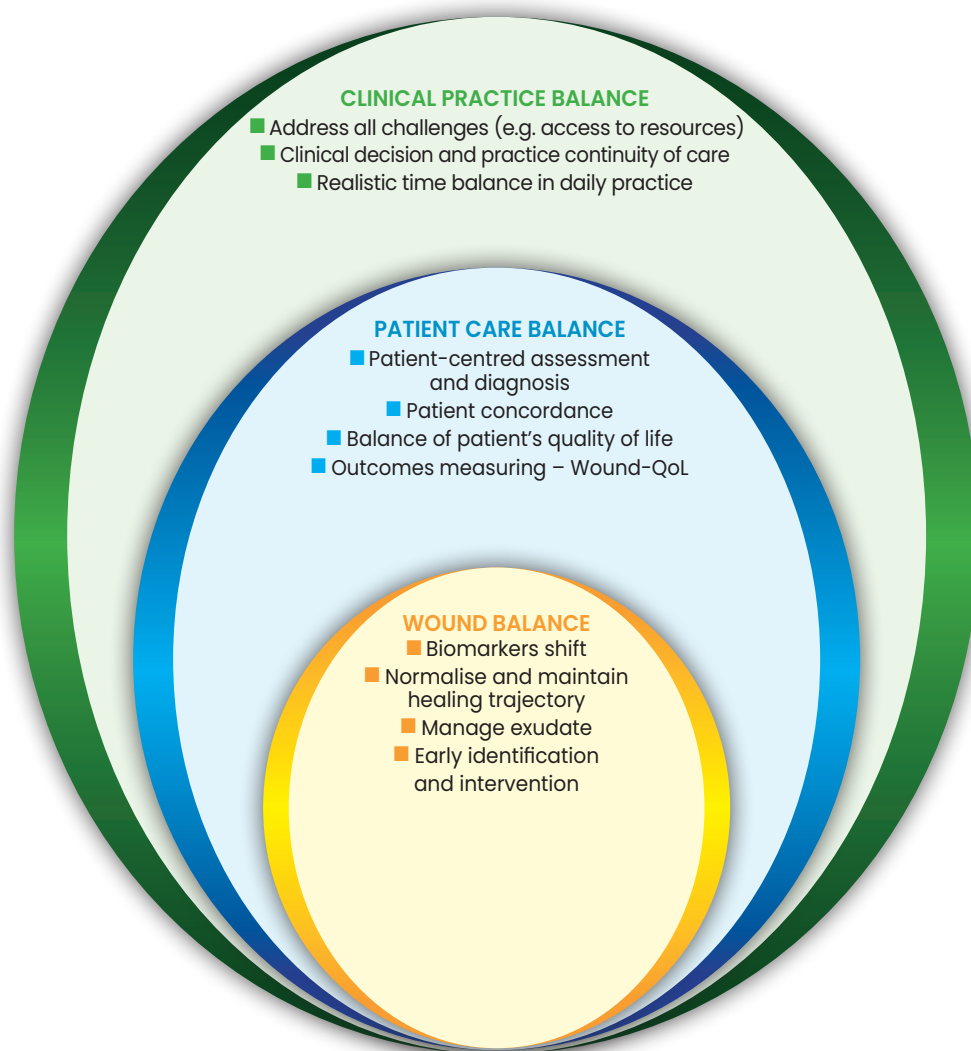 CLINICAL PRACTICE BALANCE
■ Address all challenges (e.g. access to resources)
■ Clinical decision and practice continuity of care
■ Realistic time balance in daily practice
PATIENT CARE BALANCE
■ Patient-centred assessment
and diagnosis
■ Patient concordance
■ Balance of patient’s quality of life
■ Outcomes measuring – Wound-QoL
WOUND BALANCE
■ Biomarkers shift
■ Normalise and maintain
healing trajectory
■ Manage exudate
■ Early identification
and intervention